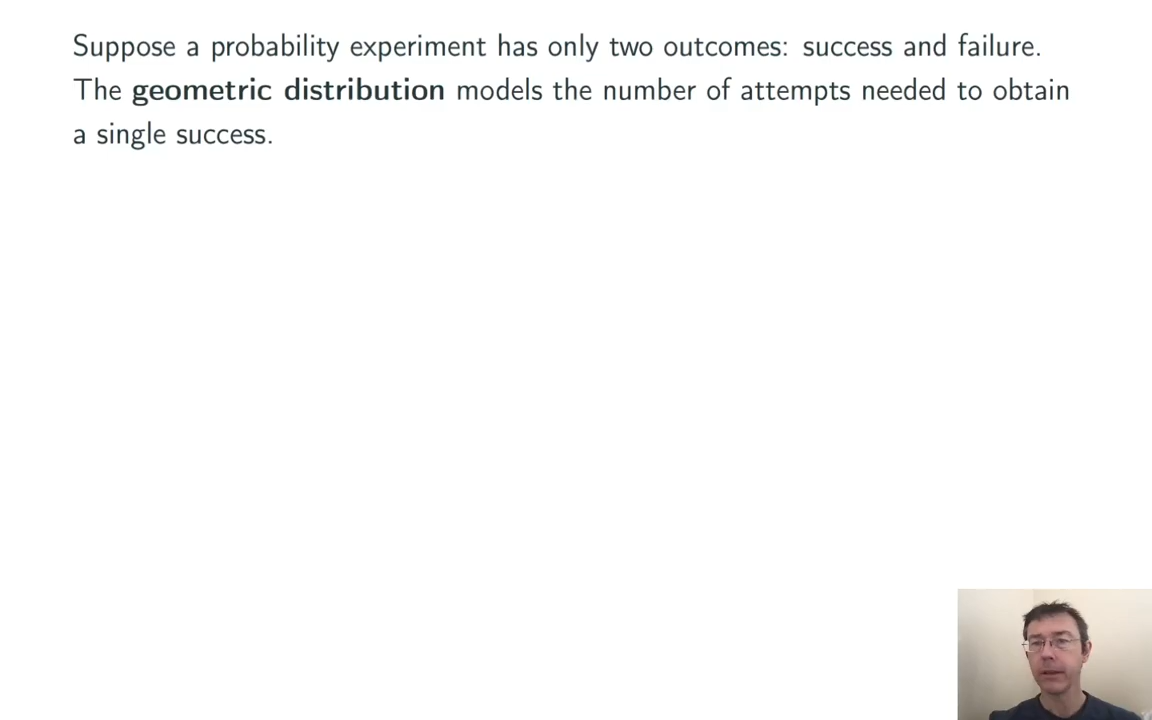 Suppose a probability experiment has only two outcomes: success and failure.
The geometric distribution models the number of attempts needed to obtain
a single success.